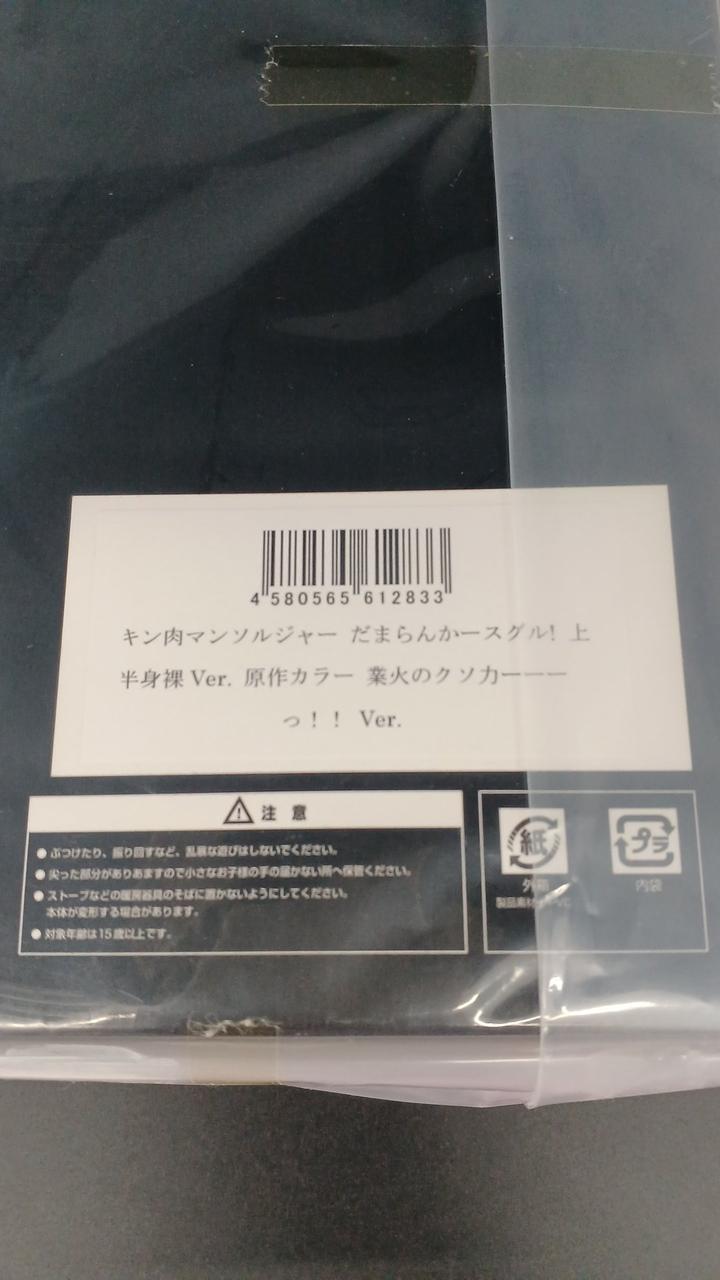 4 580565 612833
キン肉マンソルジャー だまらんかースグル! 上
半身裸 Ver. 原作カラー 業火のクソ力ーーー
っ！！ Ver.
注 意
●ぶつけたり、振り回すなど、乱暴な遊びはしないでください。
●尖った部分がありあますので小さなお子様の手の届かない所へ保管ください。
●ストーブなどの暖房器具のそばに置かないようにしてください。
本体が変形する場合があります。
●対象年齢は15歳以上です。
紙
外箱
製品素材
プラ
内袋